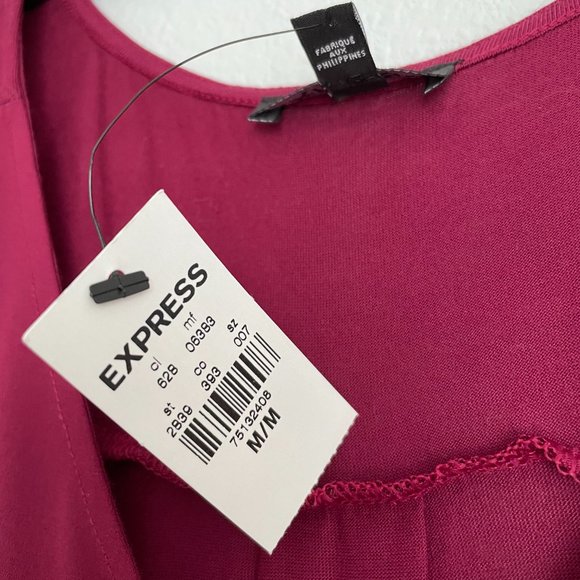 FABRIQUE
AUX
PHILIPPINES
EXPRESS
cl mf
628 06383
st co sz
2839 393 007
75132408
M/M